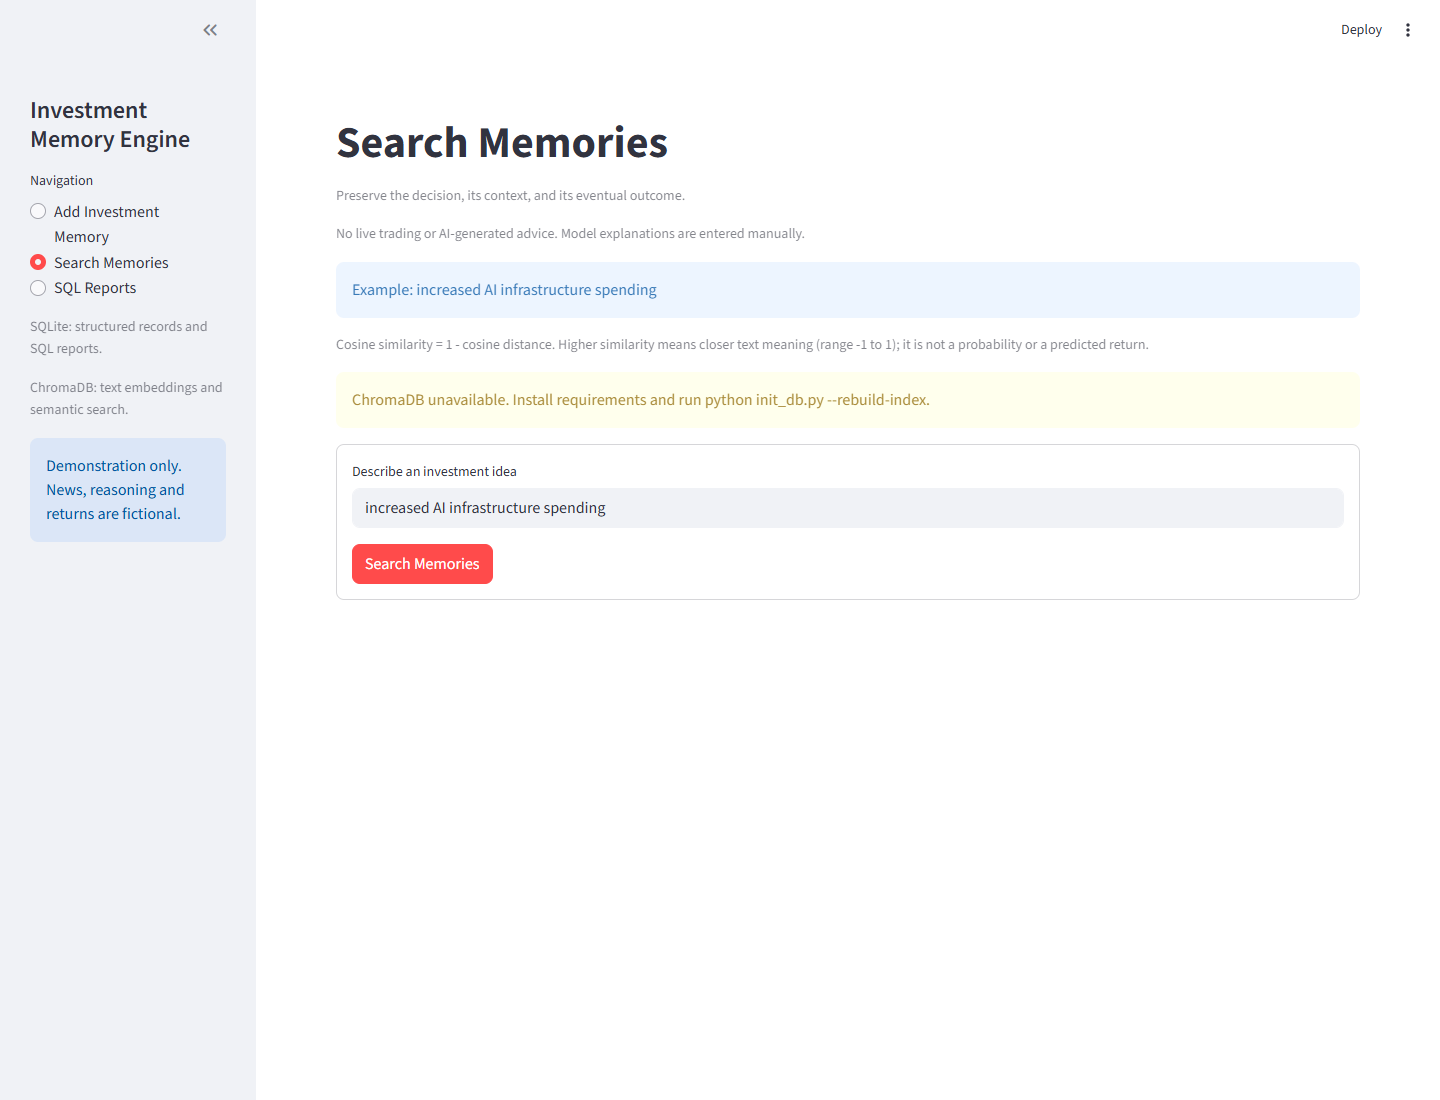 Deploy
Investment
Memory Engine
Navigation
Add Investment
Memory
Search Memories
SQL Reports
SQLite: structured records and
SQL reports.
ChromaDB: text embeddings and
semantic search.
Demonstration only.
News, reasoning and
returns are fictional.
Search Memories
Preserve the decision, its context, and its eventual outcome.
No live trading or AI-generated advice. Model explanations are entered manually.
Example: increased AI infrastructure spending
Cosine similarity = 1 - cosine distance. Higher similarity means closer text meaning (range -1 to 1); it is not a probability or a predicted return.
ChromaDB unavailable. Install requirements and run python init_db.py --rebuild-index.
Describe an investment idea
increased AI infrastructure spending
Search Memories